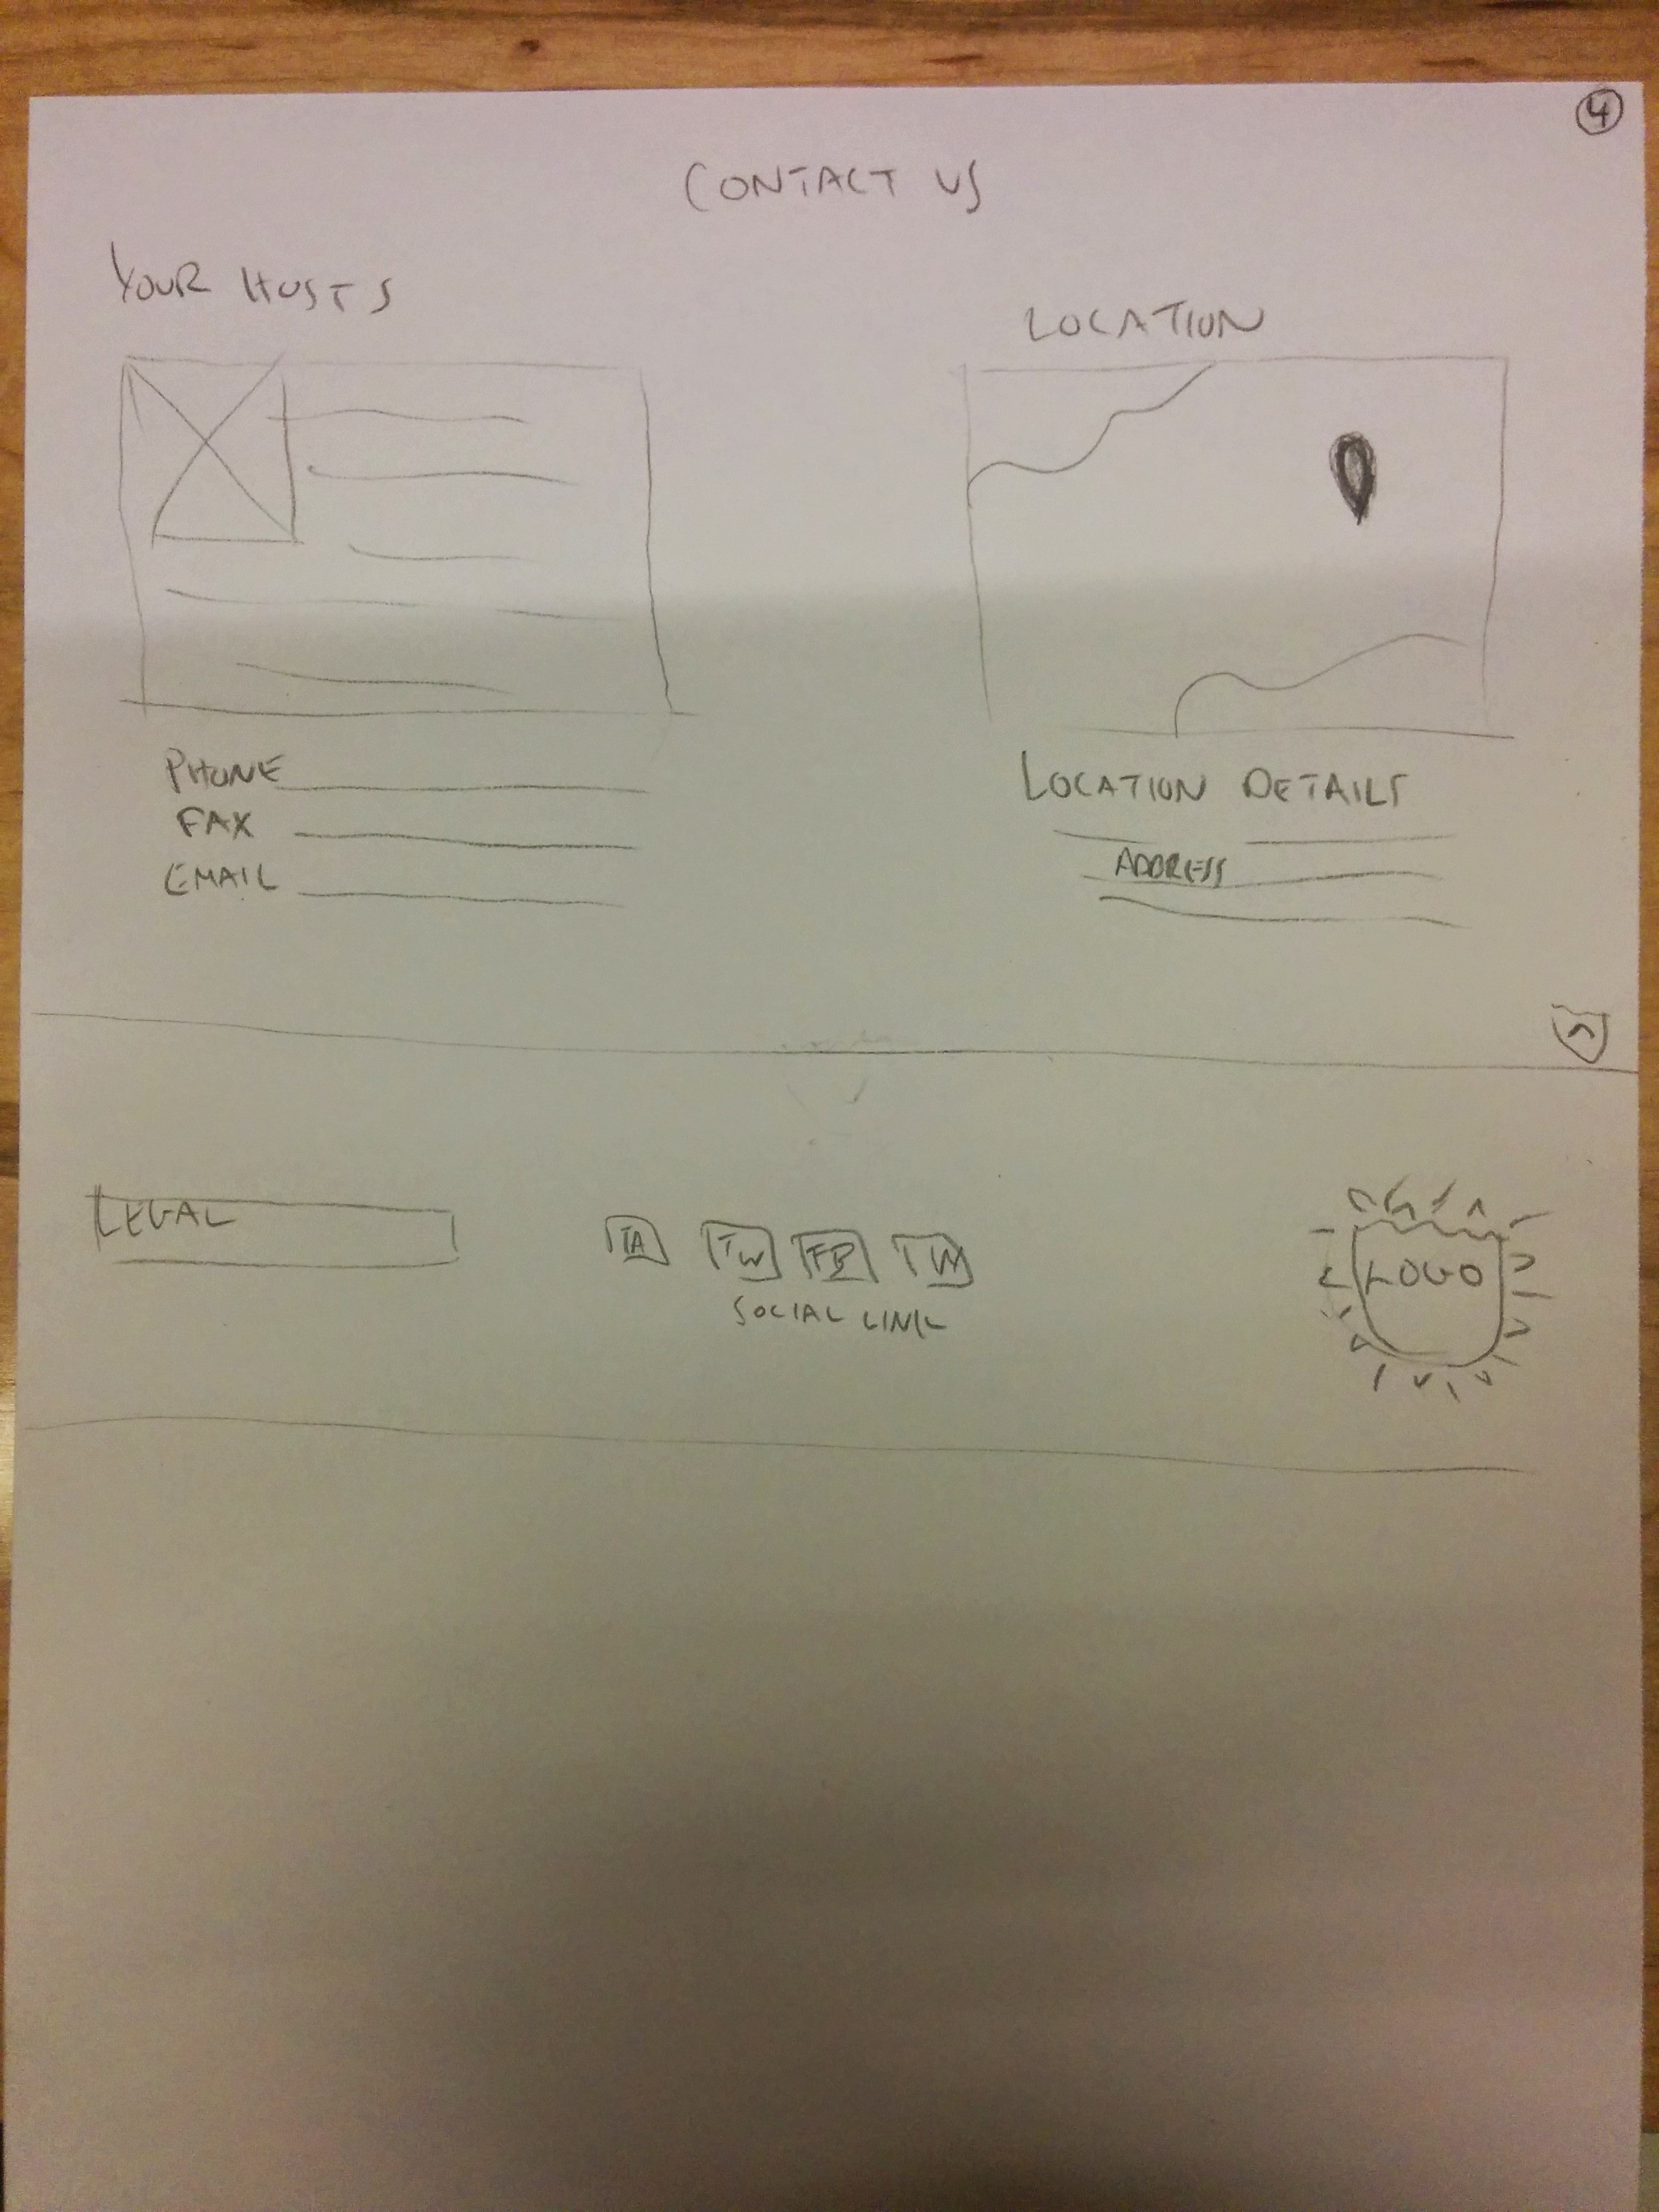 4
CONTACT US
YOUR HOSTS
LOCATION
PHONE
FAX
EMAIL
LOCATION DETAILS
ADDRESS
LEGAL
TA TW FB
SOCIAL LINK
LOGO